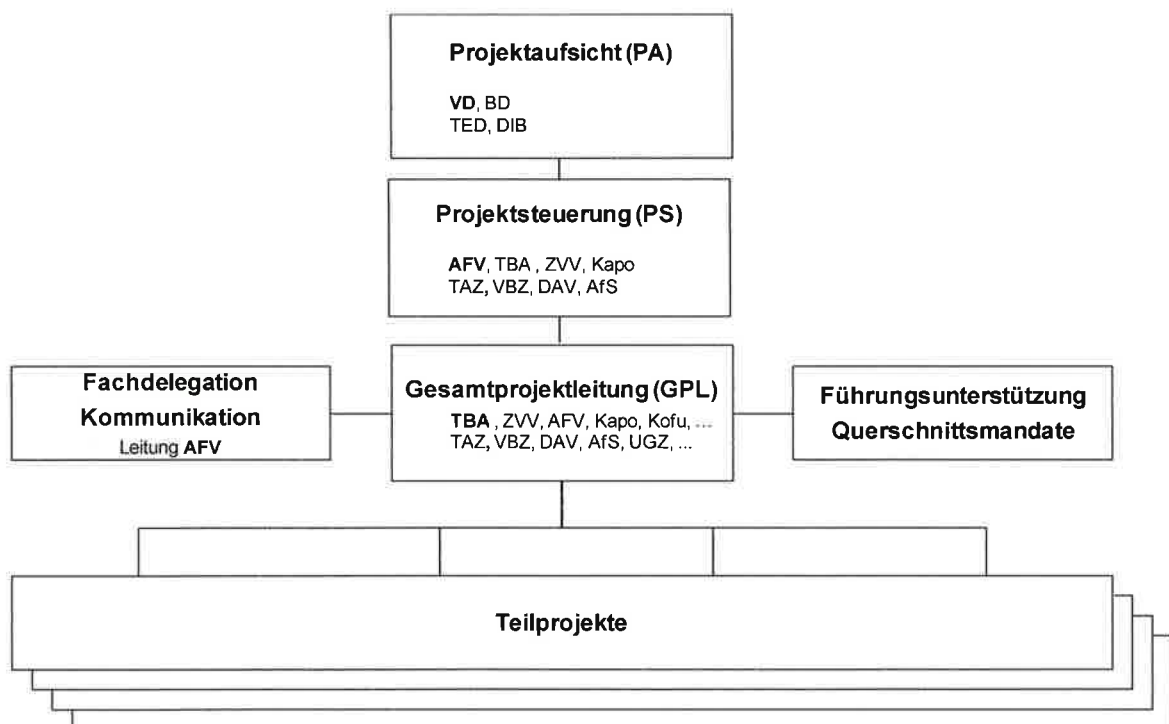 Projektaufsicht (PA)
VD, BD
TED, DIB
Projektsteuerung (PS)
AFV, TBA , ZVV, Kapo
TAZ, VBZ, DAV, AfS
Fachdelegation
Kommunikation
Leitung AFV
Gesamtprojektleitung (GPL)
TBA , ZVV, AFV, Kapo, Kofu, ...
TAZ, VBZ, DAV, AfS, UGZ, ...
Führungsunterstützung
Querschnittsmandate
Teilprojekte